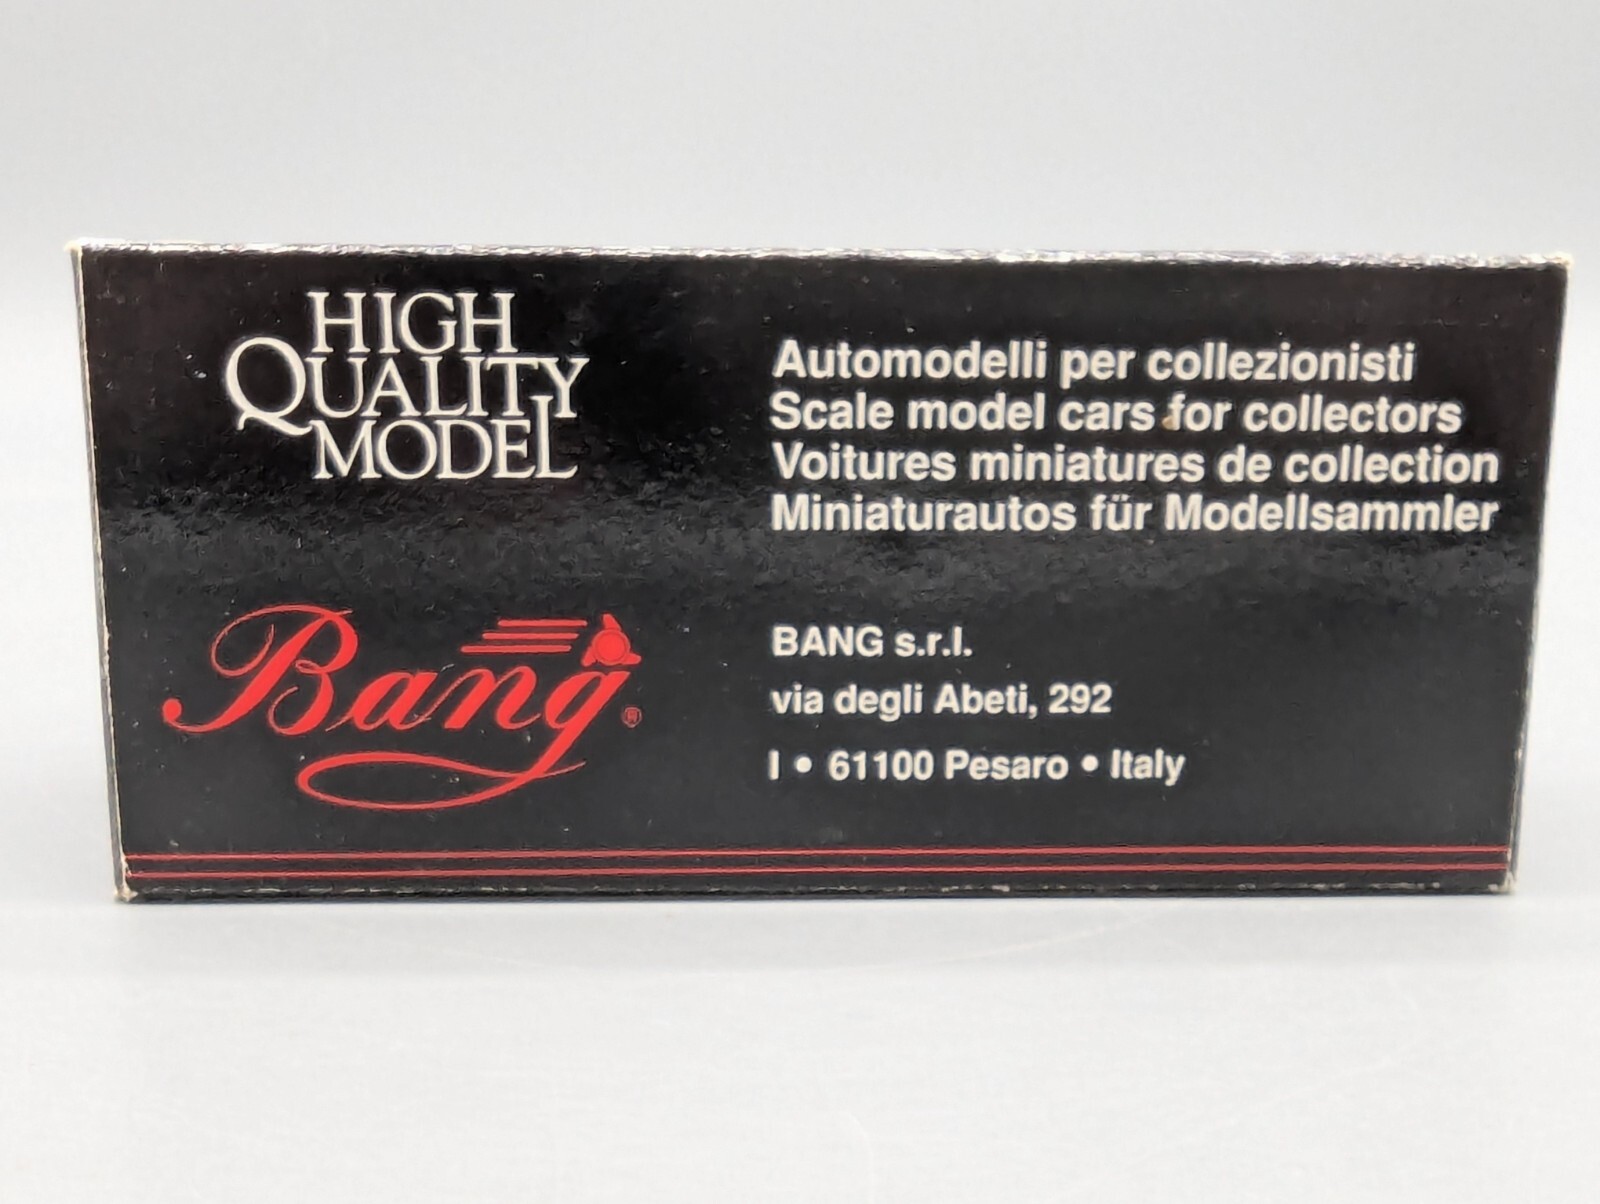 HIGH
QUALITY
MODEL
Automodelli per collezionisti
Scale model cars for collectors
Voitures miniatures de collection
Miniaturautos für Modellsammler
Bang®
BANG s.r.l.
via degli Abeti, 292
I • 61100 Pesaro • Italy